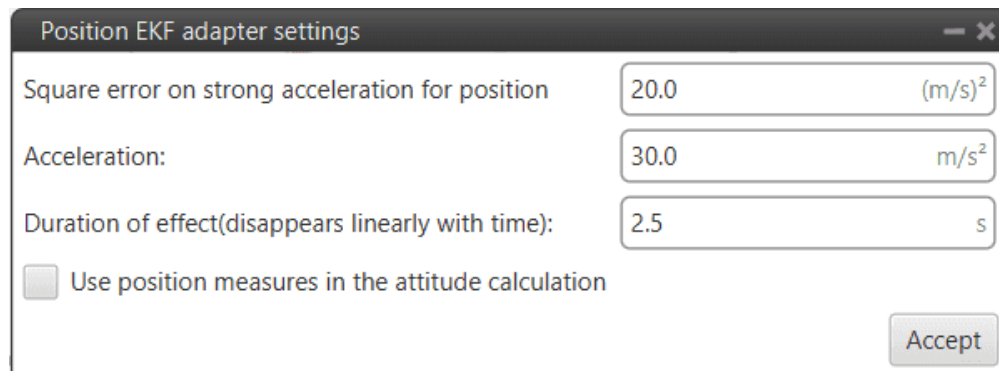 Position EKF adapter settings
Square error on strong acceleration for position 20.0 (m/s)²
Acceleration: 30.0 m/s²
Duration of effect(disappears linearly with time): 2.5 s
Use position measures in the attitude calculation
Accept